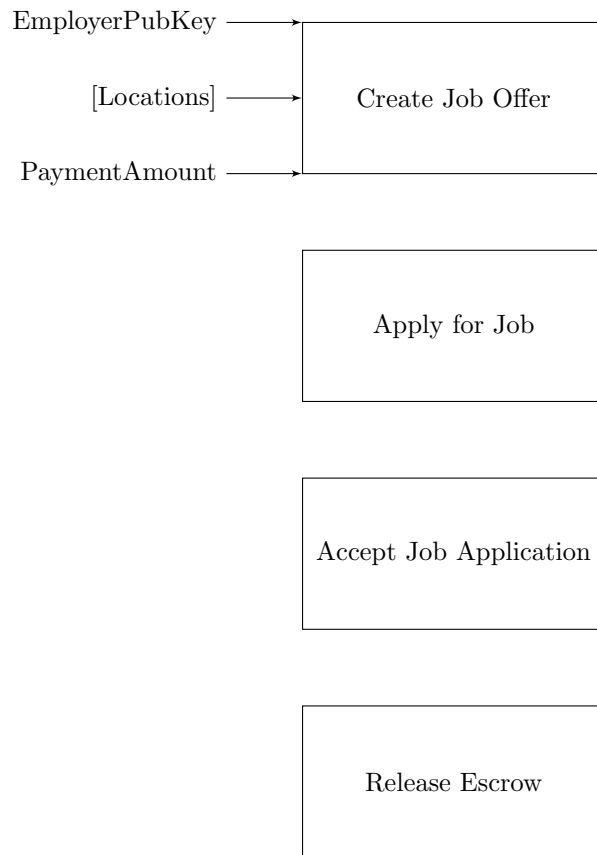 EmployerPubKey
[Locations]
Create Job Offer
PaymentAmount
Apply for Job
Accept Job Application
Release Escrow